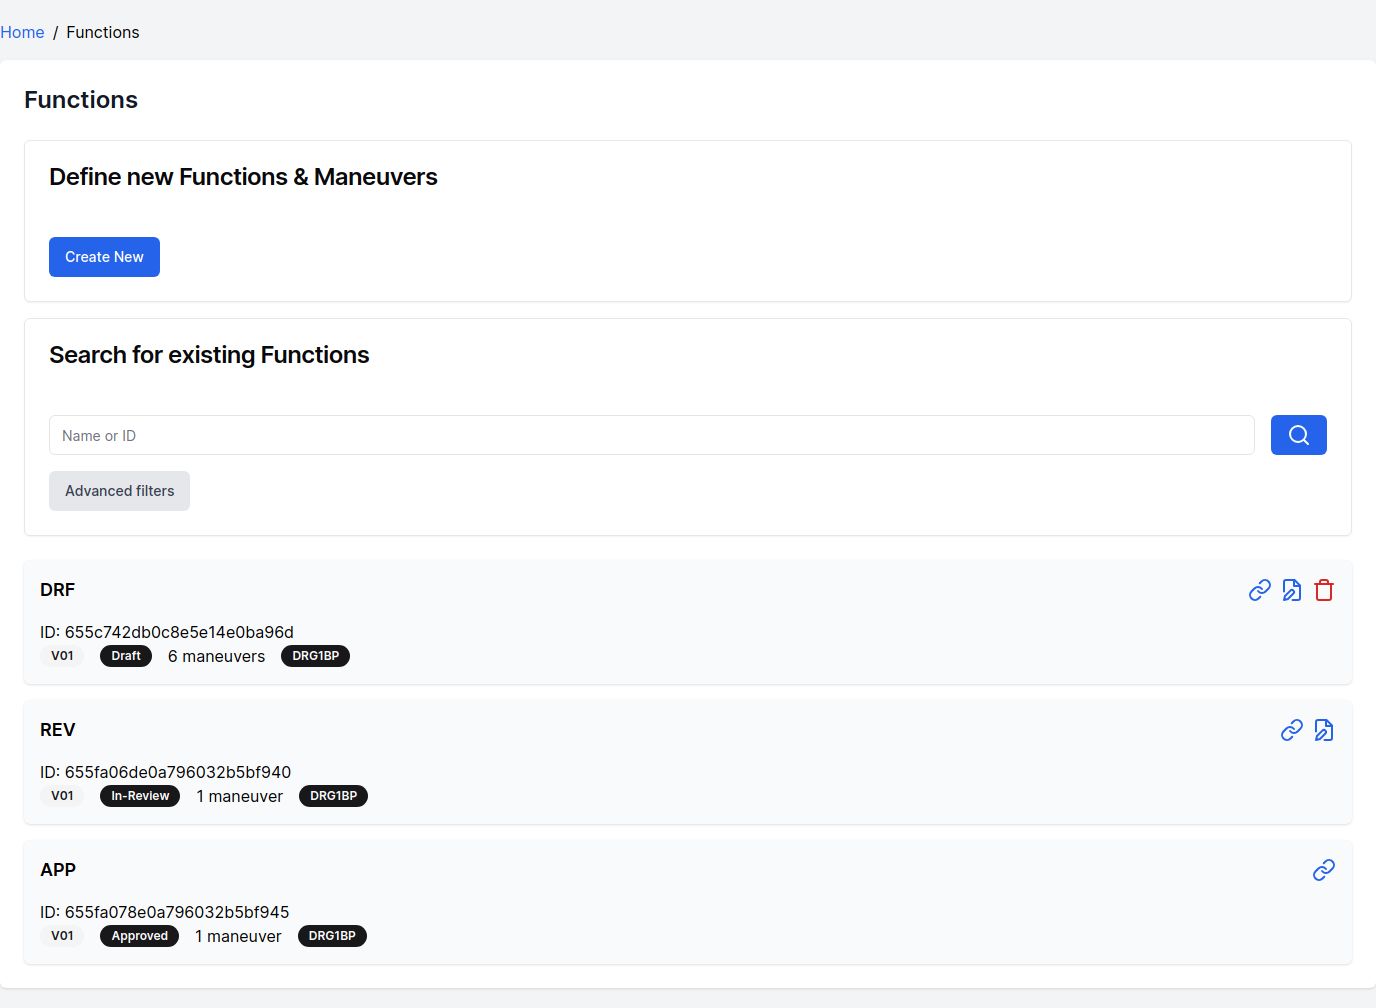 Home / Functions
Functions
Define new Functions & Maneuvers
Create New
Search for existing Functions
Name or ID
Advanced filters
DRF
ID: 655c742db0c8e5e14e0ba96d
V01 Draft 6 maneuvers DRG1BP
REV
ID: 655fa06de0a796032b5bf940
V01 In-Review 1 maneuver DRG1BP
APP
ID: 655fa078e0a796032b5bf945
V01 Approved 1 maneuver DRG1BP